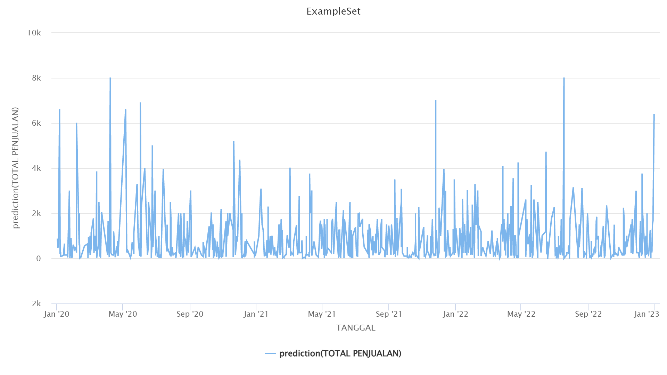 ExampleSet
10k
8k
6k
4k
2k
0
2k
prediction(TOTAL PENJUALAN)
Jan '20 May '20 Sep '20 Jan '21 May '21 Sep '21 Jan '22 May '22 Sep '22 Jan '23
TANGGAL
prediction(TOTAL PENJUALAN)